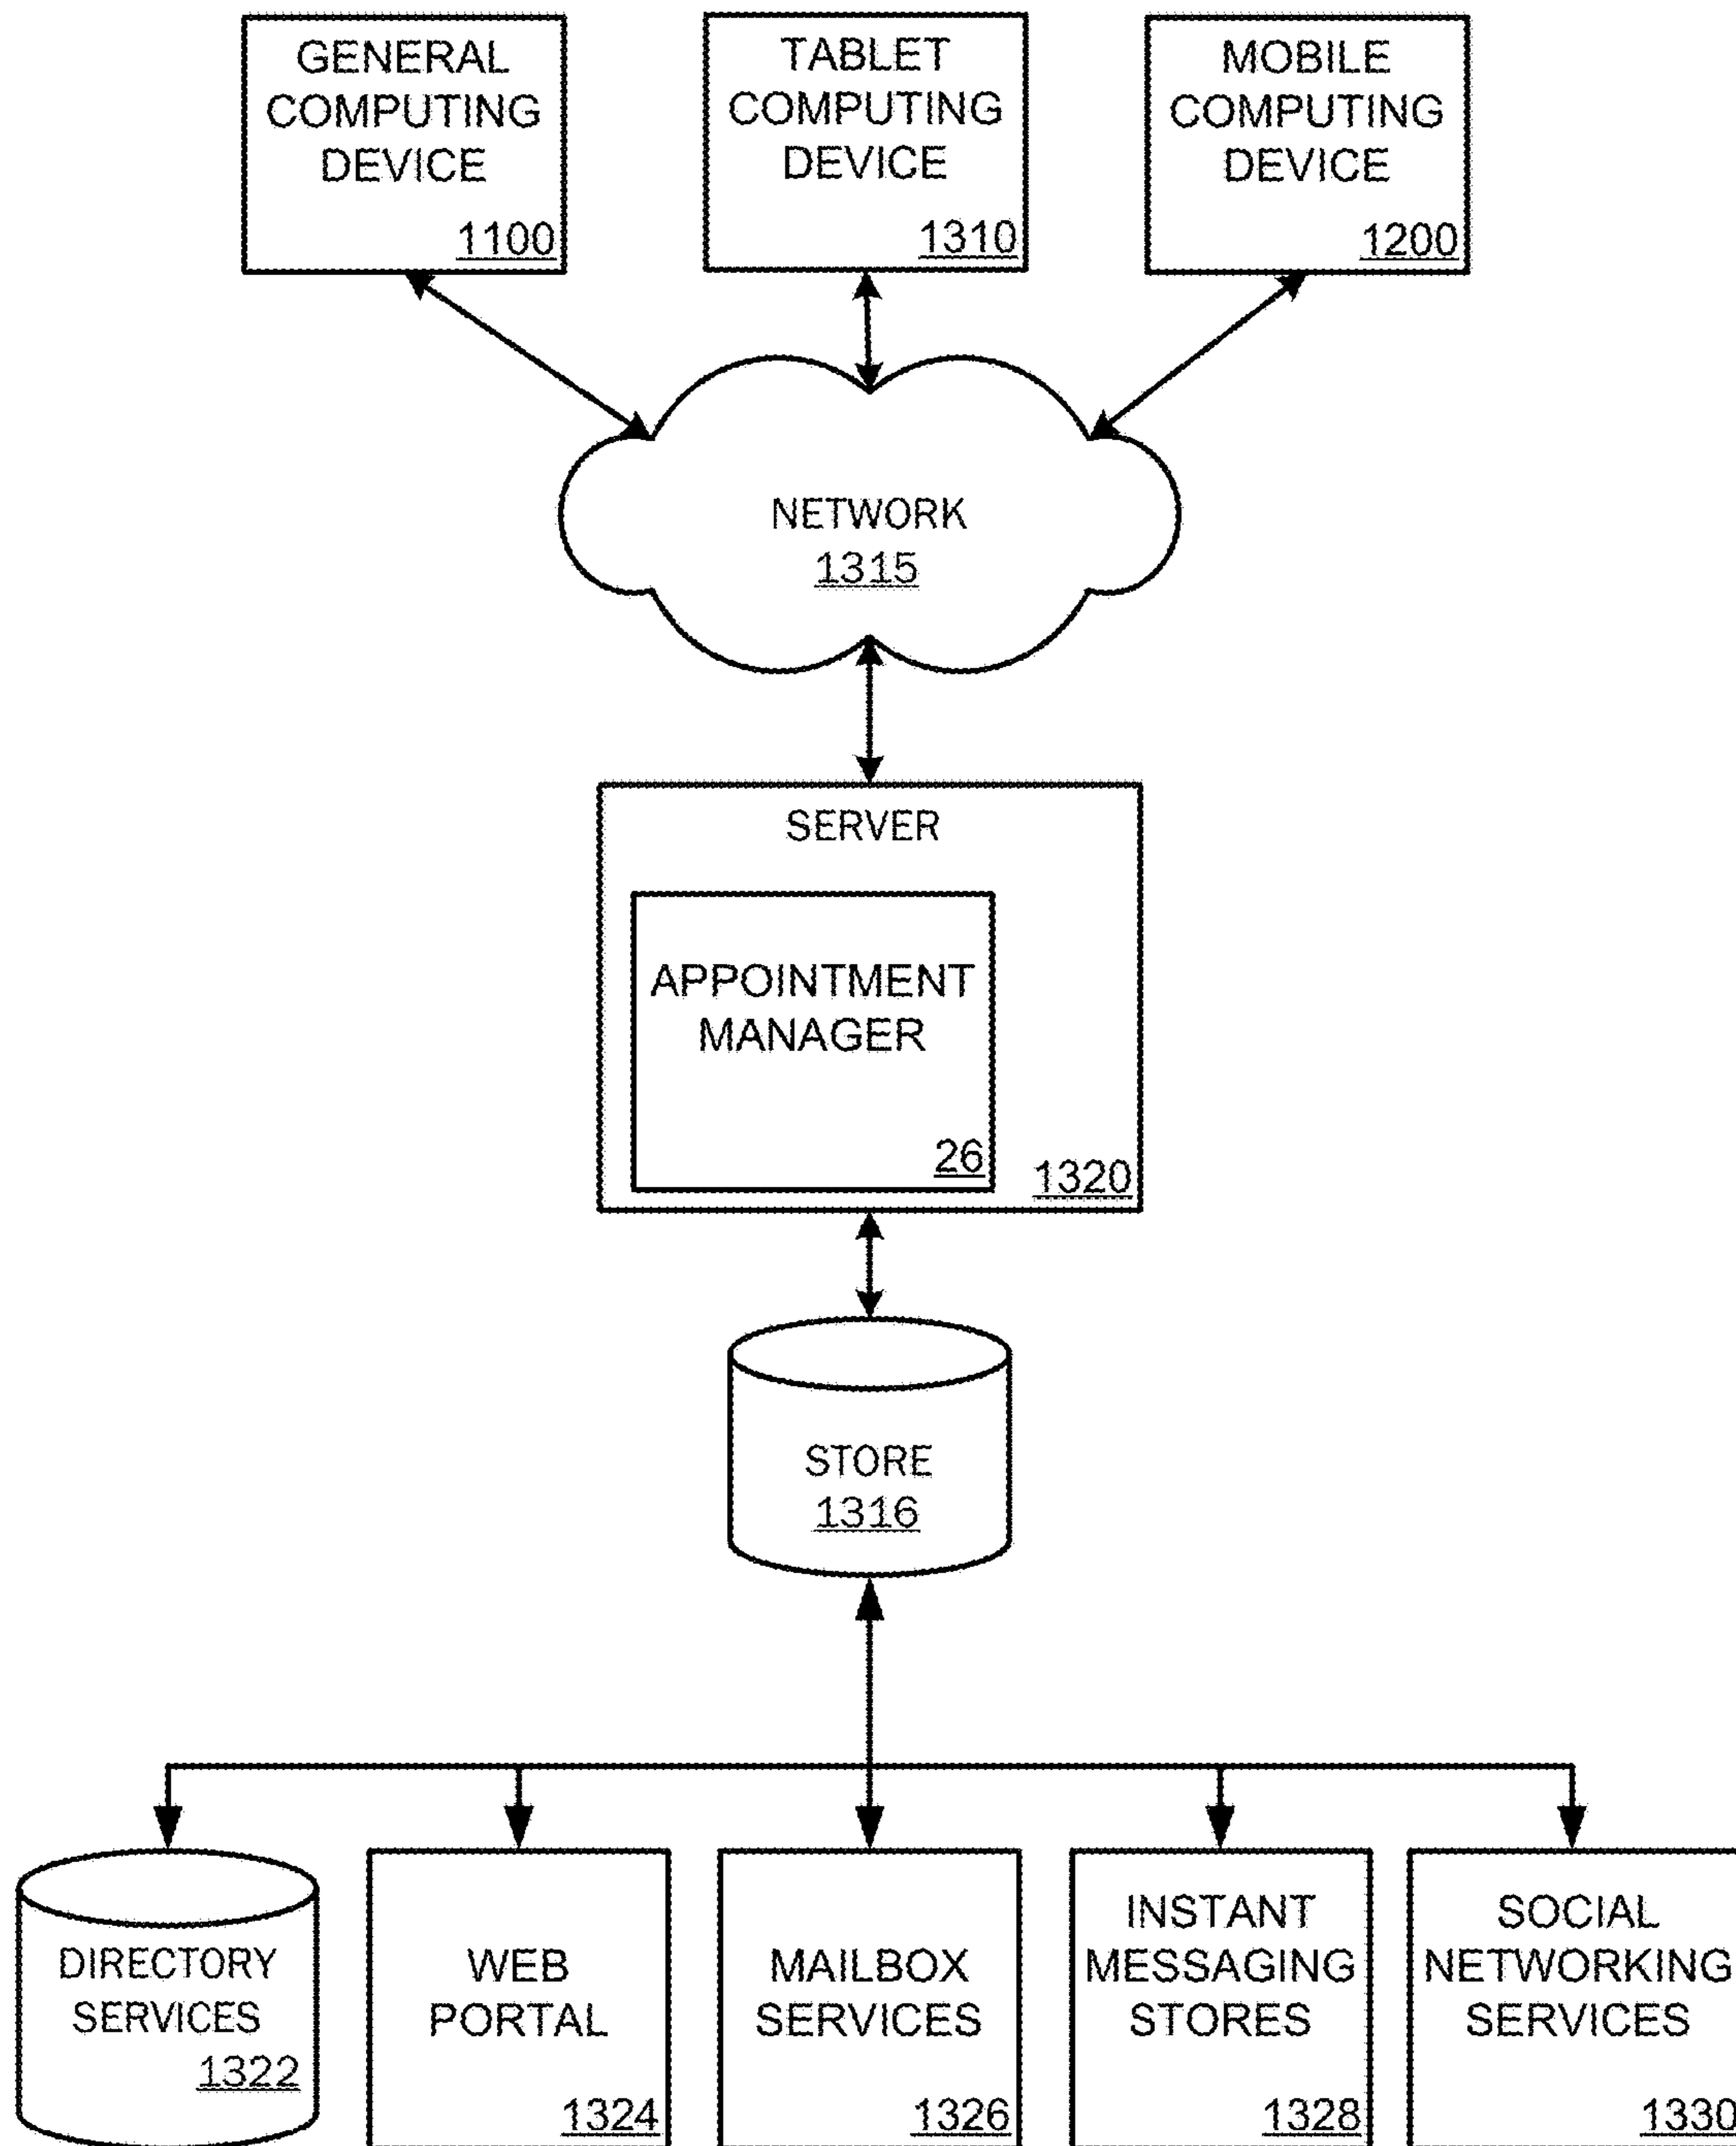 GENERAL
COMPUTING
DEVICE
1100
TABLET
COMPUTING
DEVICE
1310
MOBILE
COMPUTING
DEVICE
1200
NETWORK
1315
SERVER
APPOINTMENT
MANAGER
26
1320
STORE
1316
DIRECTORY
SERVICES
1322
WEB
PORTAL
1324
MAILBOX
SERVICES
1326
INSTANT
MESSAGING
STORES
1328
SOCIAL
NETWORKING
SERVICES
1330